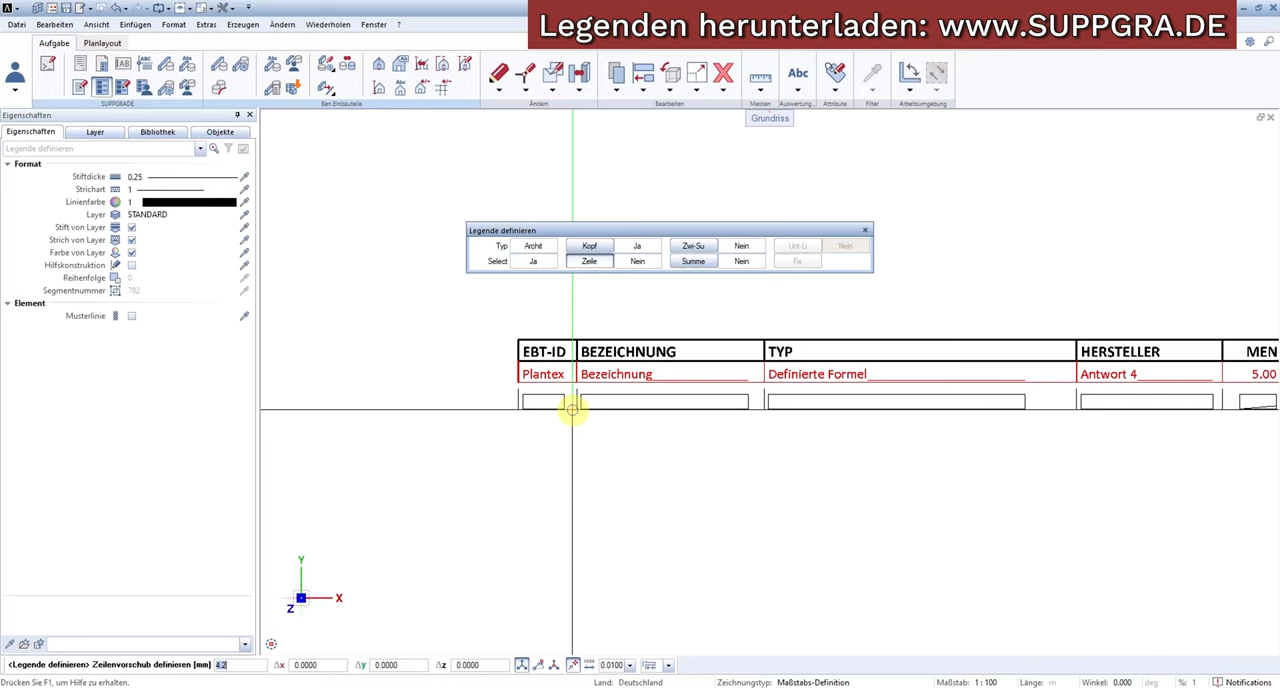 Legenden herunterladen: www.SUPPGRA.DE
Datei Bearbeiten Ansicht Einfügen Format Extras Erzeugen Ändern Wiederholen Fenster ?
Aufgabe Planlayout
SUPPGRADE Ben.Einbauteile Ändern Bearbeiten Messen Auswertung... Attribute Filter Arbeitsumgebung
Abc
Eigenschaften
Grundriss
Eigenschaften Layer Bibliothek Objekte
Legende definieren
Format
Stiftdicke 0.25
Strichart 1
Linienfarbe 1
Layer STANDARD
Stift von Layer
Strich von Layer
Farbe von Layer
Hilfskonstruktion
Reihenfolge 0
Segmentnummer 782
Element
Musterlinie
Legende definieren
Typ Archit Kopf Ja Zwi-Su Nein Unt-Ü Nein
Select Ja Zeile Nein Summe Nein Fix
EBT-ID BEZEICHNUNG TYP HERSTELLER MEN
Plantex Bezeichnung Definierte Formel Antwort 4 5.00
Y
X
Z
<Legende definieren> Zeilenvorschub definieren [mm] 4.2 Δx 0.0000 Δy 0.0000 Δz 0.0000 0.0100
Drücken Sie F1, um Hilfe zu erhalten. Land: Deutschland Zeichnungstyp: Maßstabs-Definition Maßstab: 1 : 100 Länge: m Winkel: 0.000 deg %: 1 Notifications